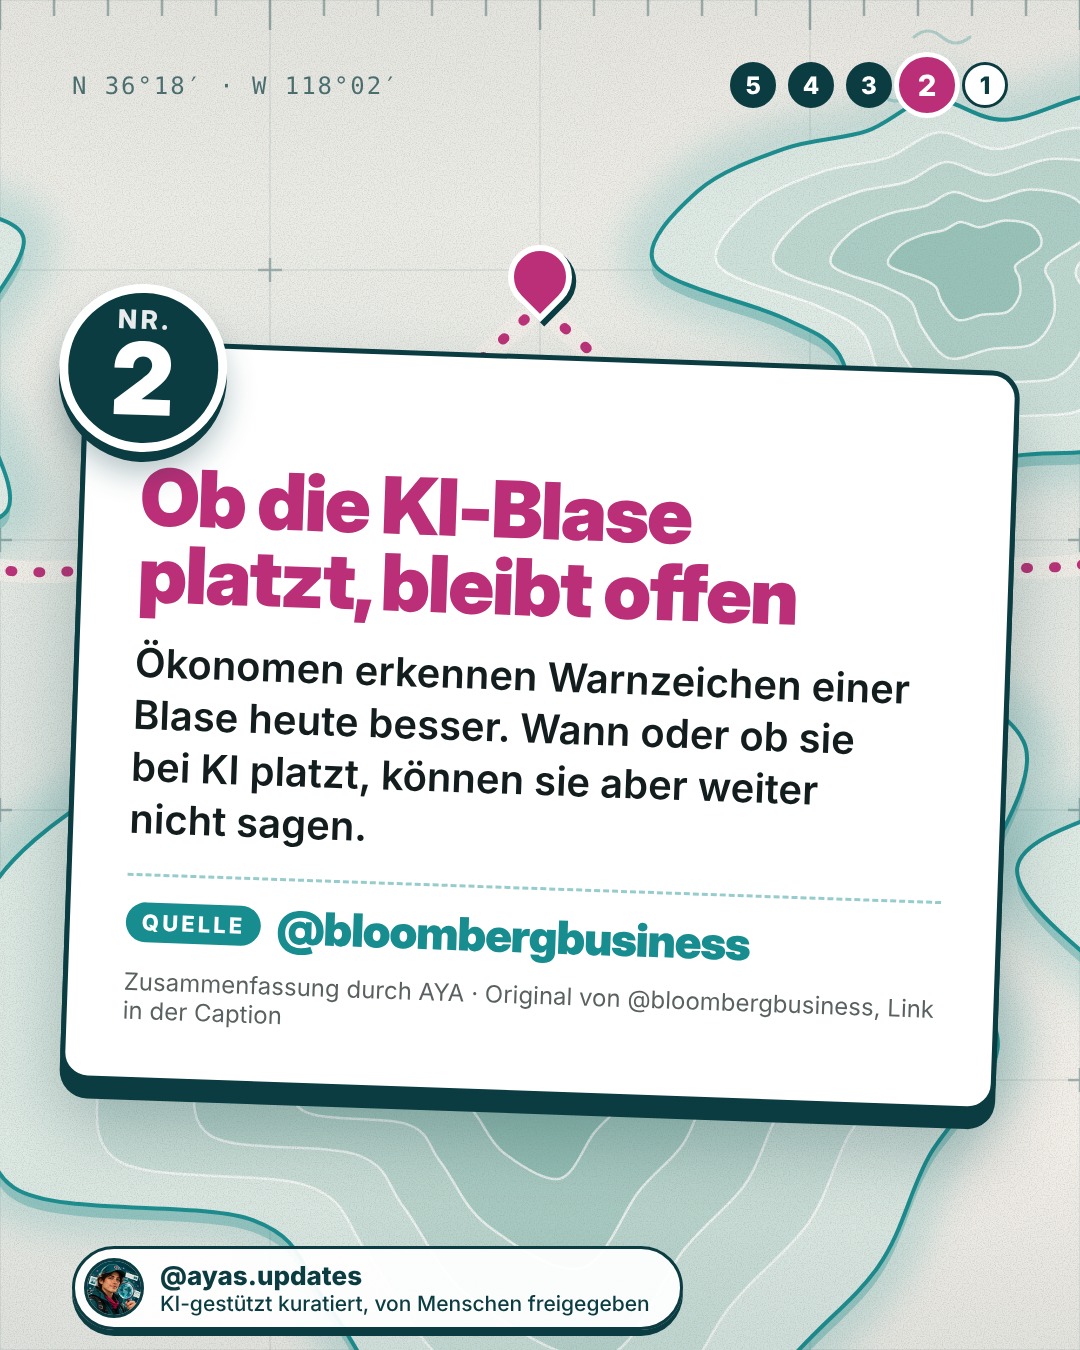 N 36°18′ · W 118°02′
5 4 3 2 1
NR.
2
Ob die KI-Blase
platzt, bleibt offen
Ökonomen erkennen Warnzeichen einer
Blase heute besser. Wann oder ob sie
bei KI platzt, können sie aber weiter
nicht sagen.
QUELLE @bloombergbusiness
Zusammenfassung durch AYA · Original von @bloombergbusiness, Link
in der Caption
@ayas.updates
KI-gestützt kuratiert, von Menschen freigegeben